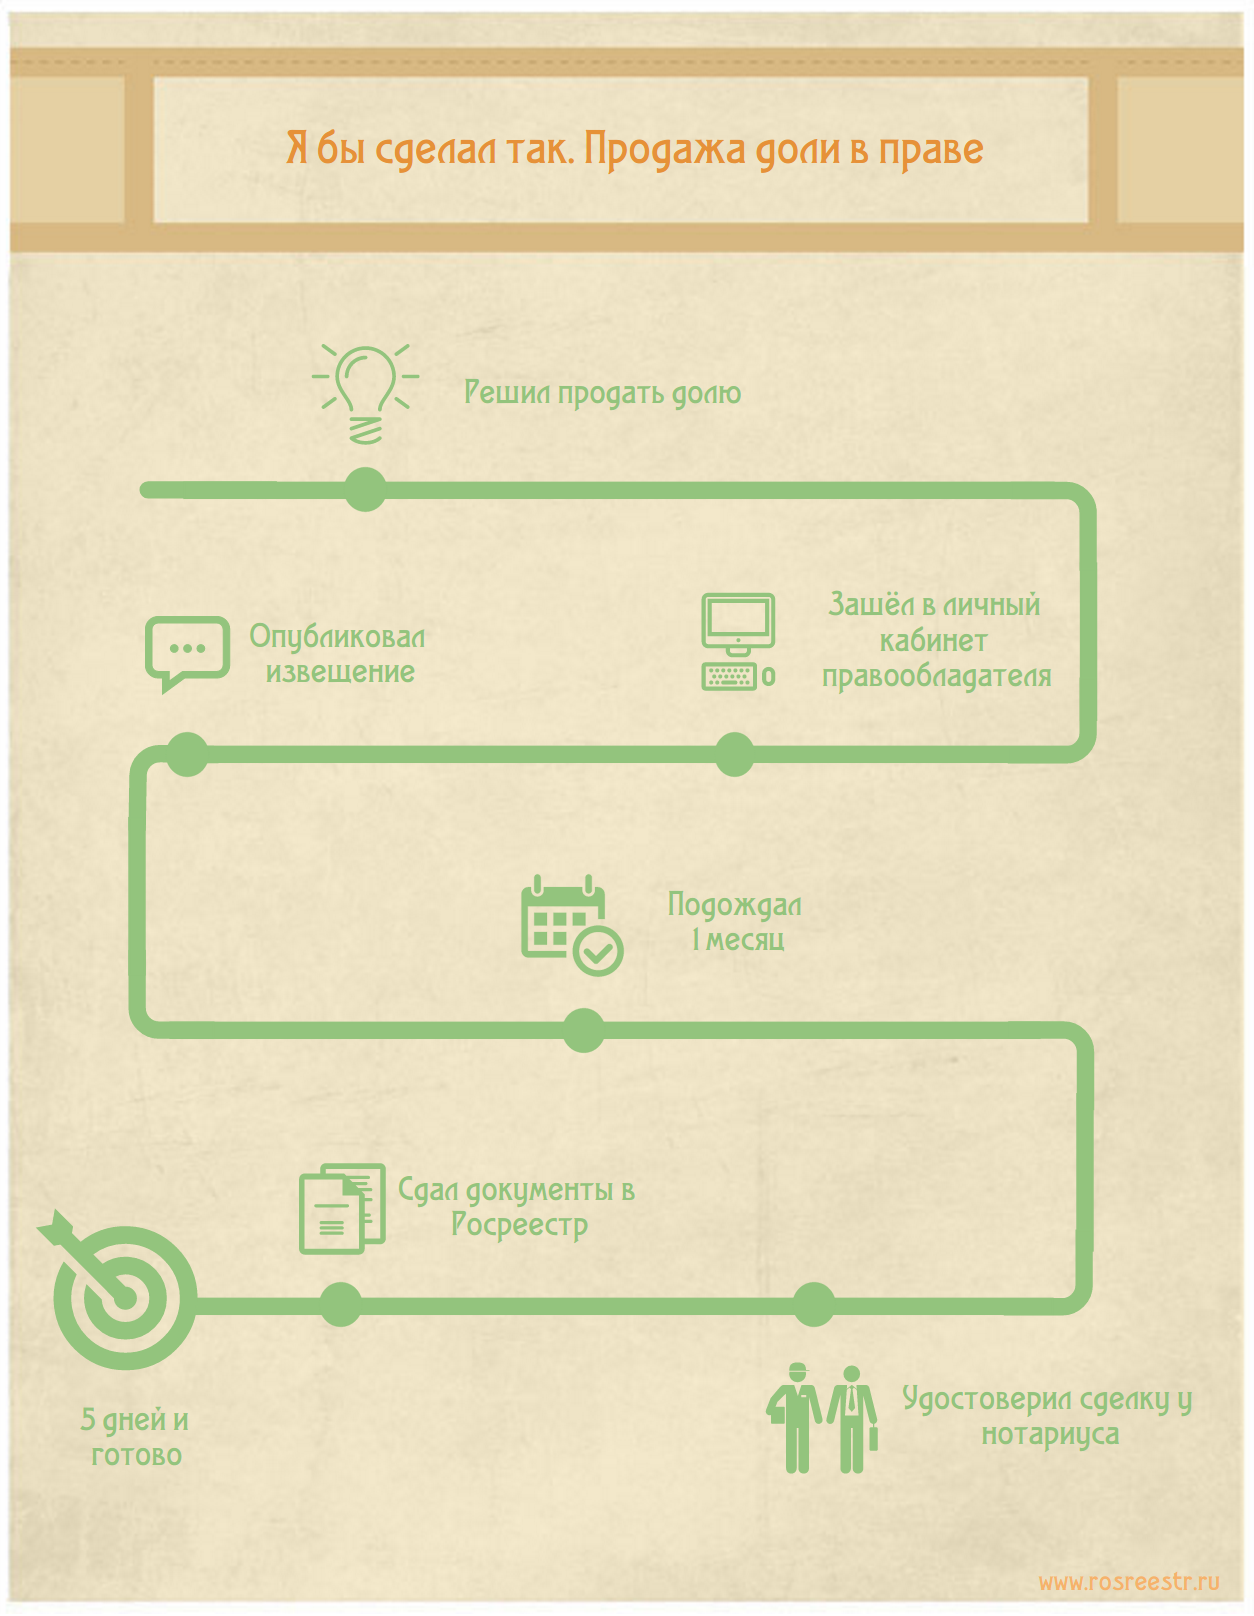 Я бы сделал так. Продажа доли в праве
Решил продать долю
Зашёл в личный
кабинет
правообладателя
Опубликовал
извещение
Подождал
1 месяц
Удостоверил сделку у
нотариуса
Сдал документы в
Росреестр
5 дней и
готово
www.rosreestr.ru